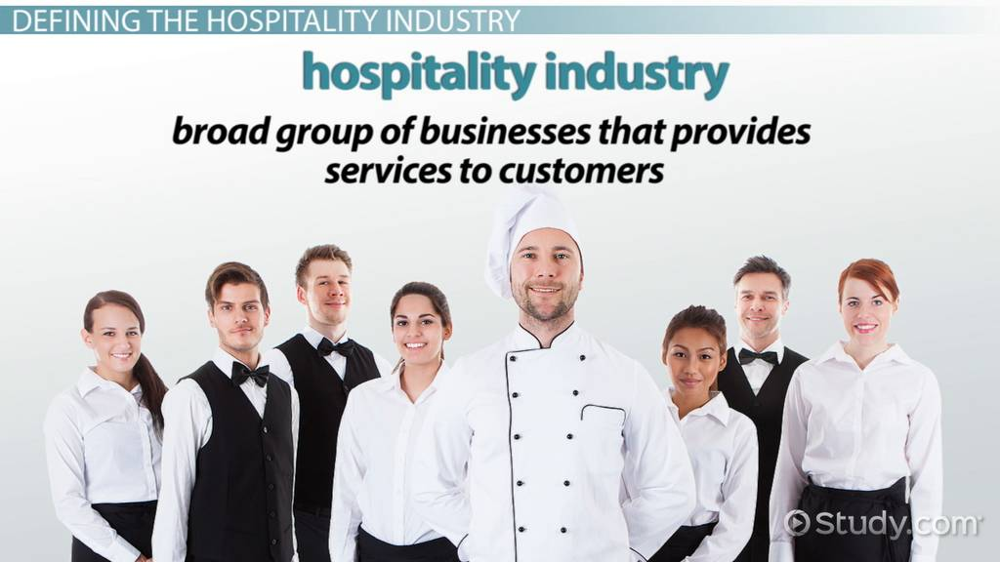 DEFINING THE HOSPITALITY INDUSTRY
hospitality industry
broad group of businesses that provides
services to customers
Study.com